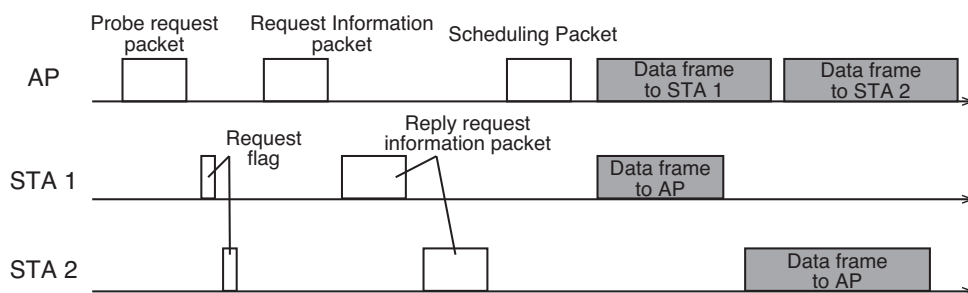 Probe request
packet
Request Information
packet
Scheduling Packet
AP
Data frame
to STA 1
Data frame
to STA 2
Request
flag
Reply request
information packet
STA 1
Data frame
to AP
STA 2
Data frame
to AP